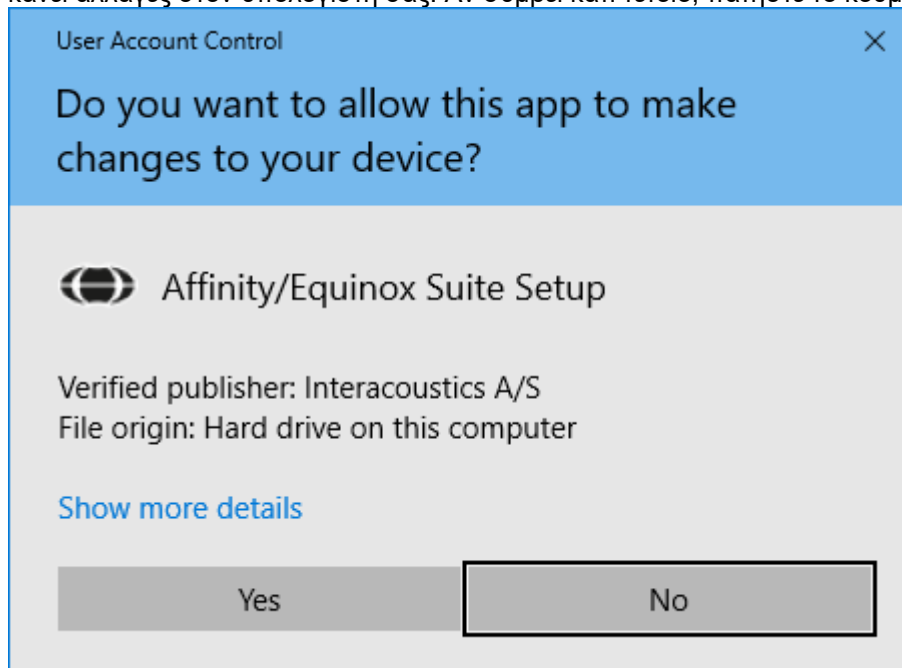 User Account Control
Do you want to allow this app to make
changes to your device?
Affinity/Equinox Suite Setup
Verified publisher: Interacoustics A/S
File origin: Hard drive on this computer
Show more details
Yes
No